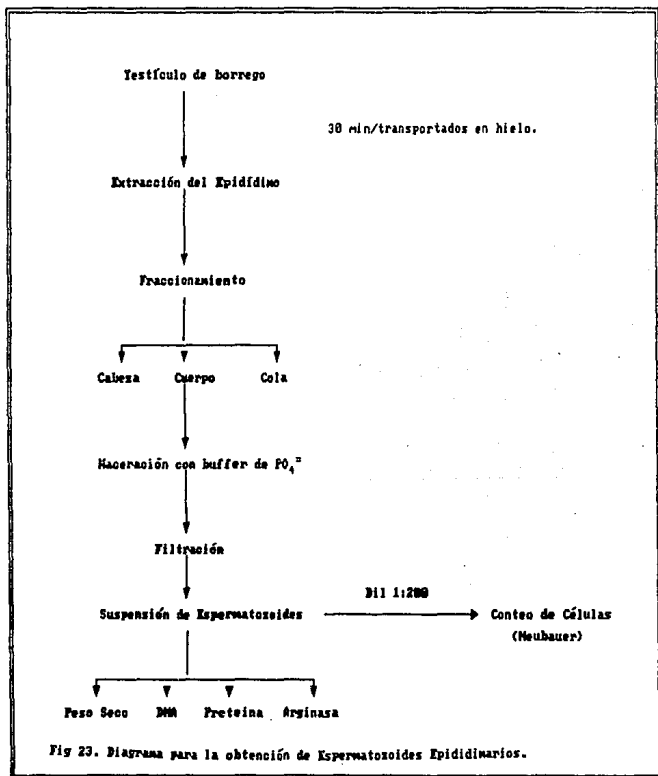 Testículo de borrego
30 min/transportados en hielo.
Extracción del Epidídimo
Fraccionamiento
Cabeza Cuerpo Cola
Maceración con buffer de PO₄⁼
Filtración
Dil 1:200
Suspensión de Espermatozoides Conteo de Células
(Neubauer)
Peso Seco DNA Proteína Arginasa
Fig 23. Diagrama para la obtención de Espermatozoides Epididimarios.